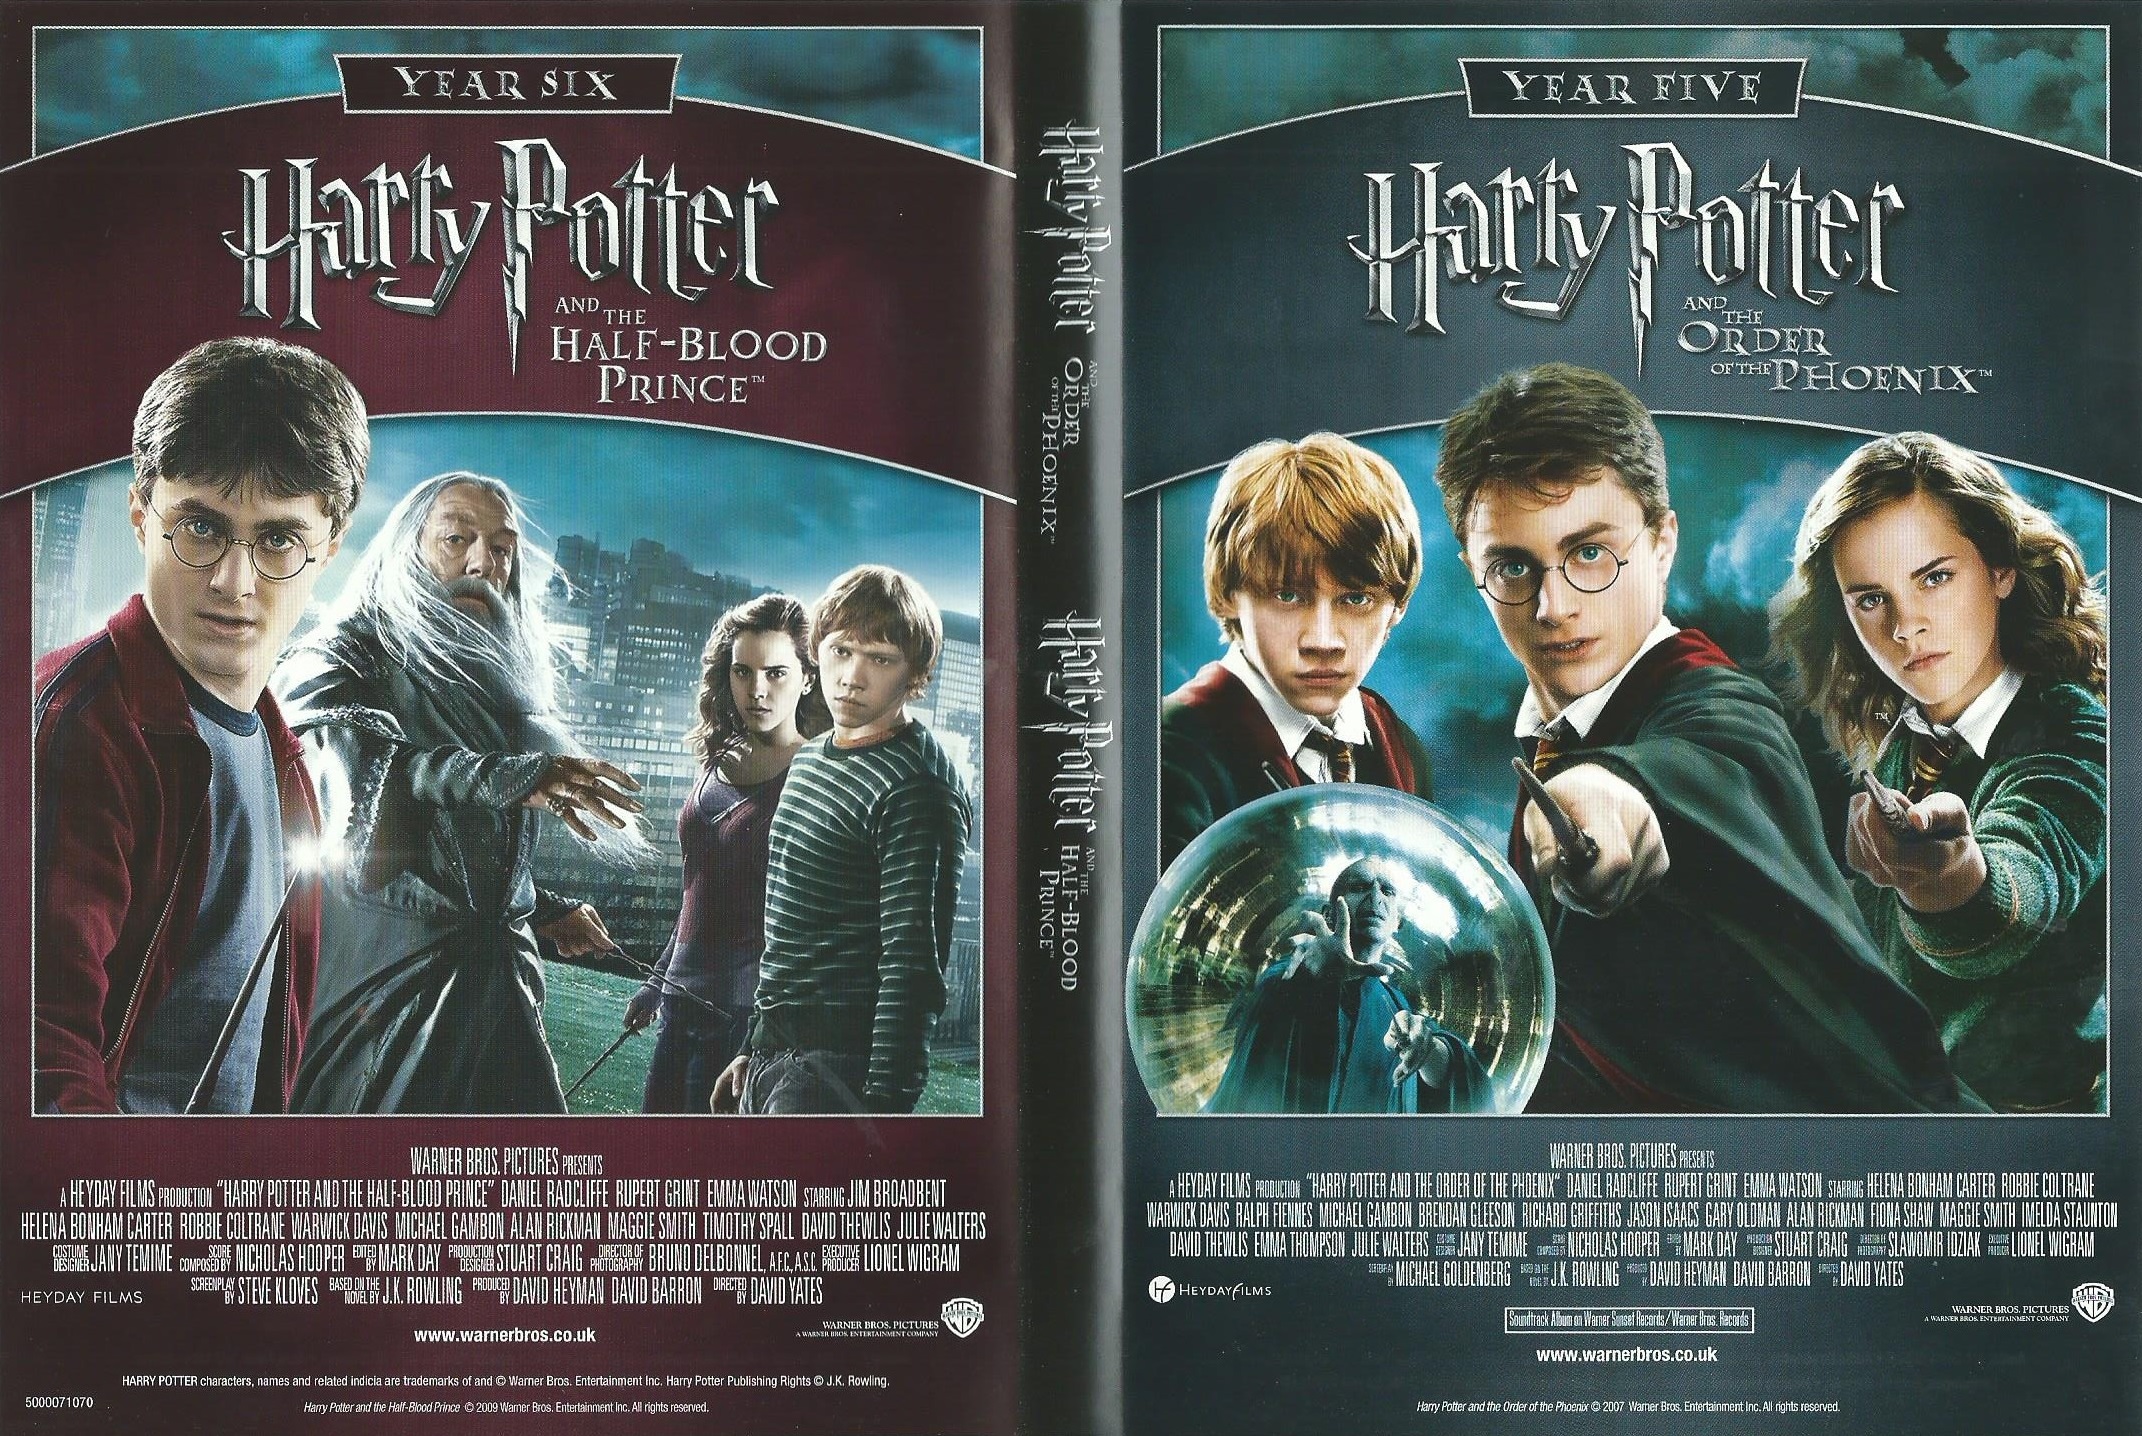 YEAR SIX
Harry Potter
AND THE
HALF-BLOOD
PRINCE™
WARNER BROS. PICTURES PRESENTS
A HEYDAY FILMS PRODUCTION "HARRY POTTER AND THE HALF-BLOOD PRINCE" DANIEL RADCLIFFE RUPERT GRINT EMMA WATSON STARRING JIM BROADBENT
HELENA BONHAM CARTER ROBBIE COLTRANE WARWICK DAVIS MICHAEL GAMBON ALAN RICKMAN MAGGIE SMITH TIMOTHY SPALL DAVID THEWLIS JULIE WALTERS
COSTUME DESIGNER JANY TEMIME SCORE COMPOSED BY NICHOLAS HOOPER EDITED BY MARK DAY PRODUCTION DESIGNER STUART CRAIG DIRECTOR OF PHOTOGRAPHY BRUNO DELBONNEL, A.F.C., A.S.C. EXECUTIVE PRODUCER LIONEL WIGRAM
SCREENPLAY BY STEVE KLOVES BASED ON THE NOVEL BY J.K. ROWLING PRODUCED BY DAVID HEYMAN DAVID BARRON DIRECTED BY DAVID YATES
HEYDAY FILMS
www.warnerbros.co.uk
WARNER BROS. PICTURES
A WARNER BROS. ENTERTAINMENT COMPANY
HARRY POTTER characters, names and related indicia are trademarks of and © Warner Bros. Entertainment Inc. Harry Potter Publishing Rights © J.K. Rowling.
5000071070
Harry Potter and the Half-Blood Prince © 2009 Warner Bros. Entertainment Inc. All rights reserved.
Harry Potter
AND THE
ORDER
OF THE PHOENIX™
Harry Potter
AND THE
HALF-BLOOD
PRINCE™
YEAR FIVE
Harry Potter
AND THE
ORDER
OF THE PHOENIX™
TM
WARNER BROS. PICTURES PRESENTS
A HEYDAY FILMS PRODUCTION "HARRY POTTER AND THE ORDER OF THE PHOENIX" DANIEL RADCLIFFE RUPERT GRINT EMMA WATSON STARRING HELENA BONHAM CARTER ROBBIE COLTRANE
WARWICK DAVIS RALPH FIENNES MICHAEL GAMBON BRENDAN GLEESON RICHARD GRIFFITHS JASON ISAACS GARY OLDMAN ALAN RICKMAN FIONA SHAW MAGGIE SMITH IMELDA STAUNTON
DAVID THEWLIS EMMA THOMPSON JULIE WALTERS COSTUME DESIGNER JANY TEMIME SCORE COMPOSED BY NICHOLAS HOOPER EDITED BY MARK DAY PRODUCTION DESIGNER STUART CRAIG DIRECTOR OF PHOTOGRAPHY SLAWOMIR IDZIAK EXECUTIVE PRODUCER LIONEL WIGRAM
SCREENPLAY BY MICHAEL GOLDENBERG BASED ON THE NOVEL BY J.K. ROWLING PRODUCED BY DAVID HEYMAN DAVID BARRON DIRECTED BY DAVID YATES
HEYDAY FILMS
Soundtrack Album on Warner Sunset Records/Warner Bros. Records
WARNER BROS. PICTURES
A WARNER BROS. ENTERTAINMENT COMPANY
www.warnerbros.co.uk
Harry Potter and the Order of the Phoenix © 2007 Warner Bros. Entertainment Inc. All rights reserved.